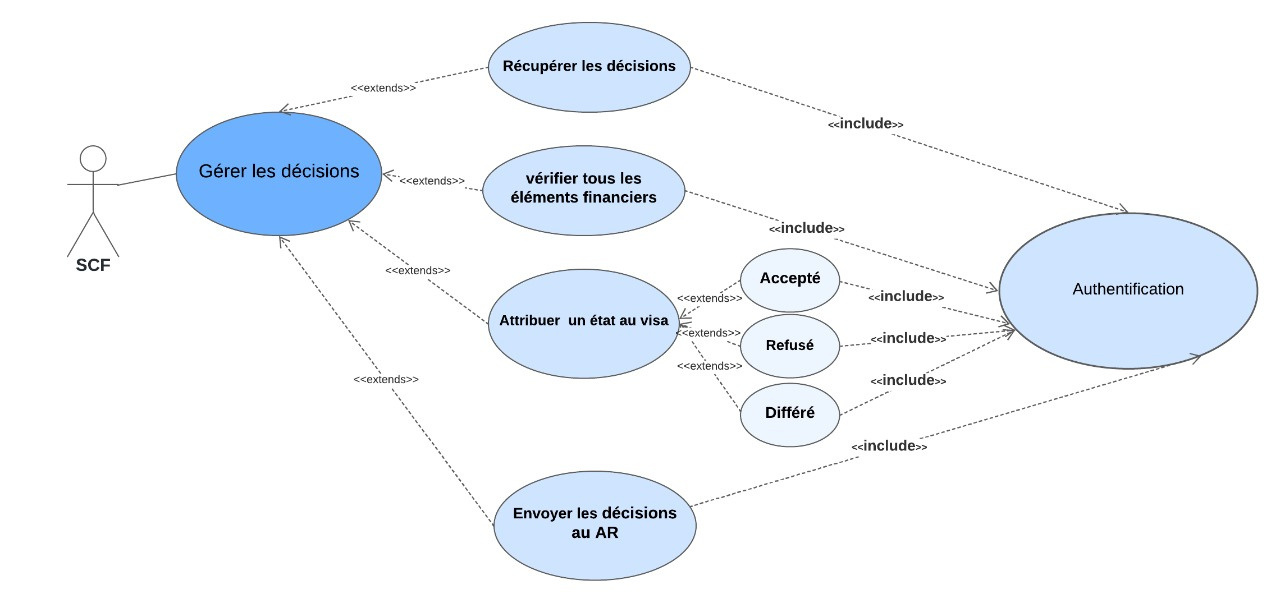 Récupérer les décisions
<<extends>>
<<include>>
Gérer les décisions
<<extends>>
vérifier tous les
éléments financiers
<<include>>
SCF
<<extends>>
Accepté
<<extends>>
<<include>>
Authentification
Attribuer  un état au visa
<<extends>>
Refusé
<<include>>
<<extends>>
<<include>>
Différé
<<extends>>
<<include>>
Envoyer les décisions
au AR